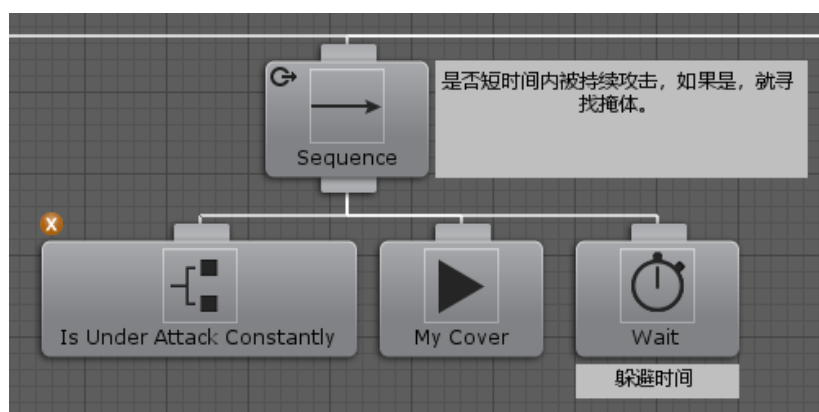 Sequence
是否短时间内被持续攻击，如果是，就寻
找掩体。
Is Under Attack Constantly
My Cover
Wait
躲避时间